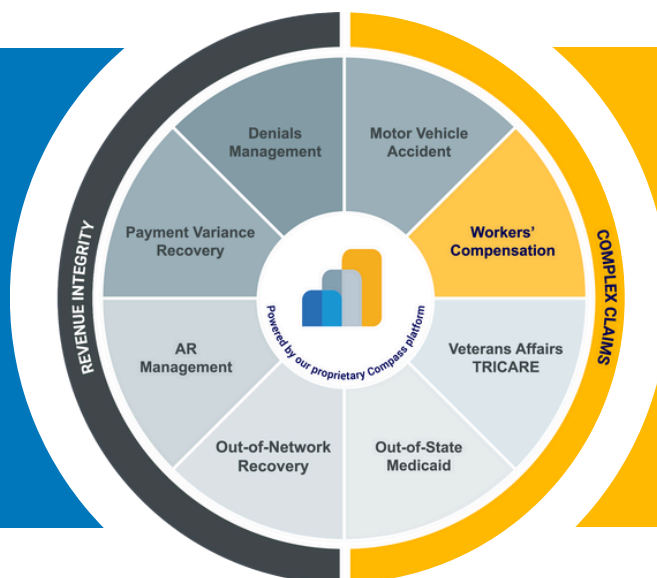 Denials
Management
Motor Vehicle
Accident
Payment Variance
Recovery
Workers'
Compensation
REVENUE INTEGRITY
COMPLEX CLAIMS
Powered by our proprietary Compass platform
AR
Management
Veterans Affairs
TRICARE
Out-of-Network
Recovery
Out-of-State
Medicaid